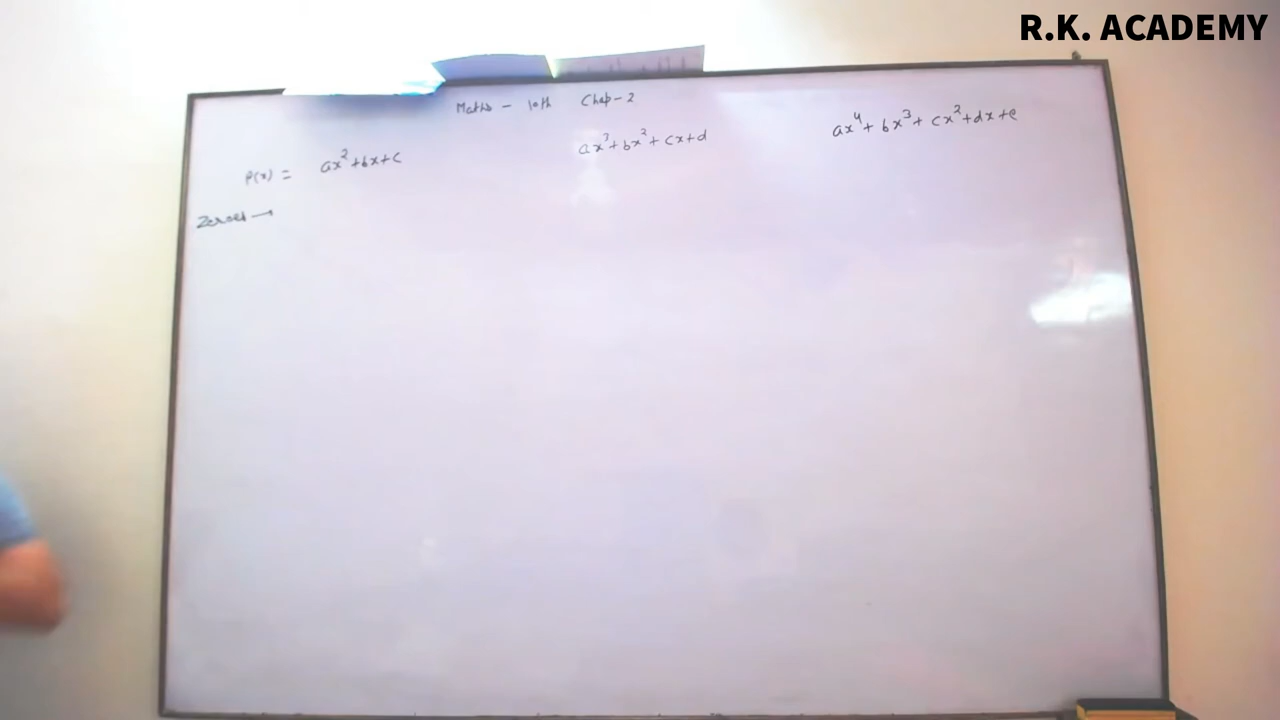 R.K. ACADEMY
Maths - 10th Chap-2
P(x) = ax²+bx+c ax³+bx²+cx+d ax⁴+bx³+cx²+dx+e
Zeroes →